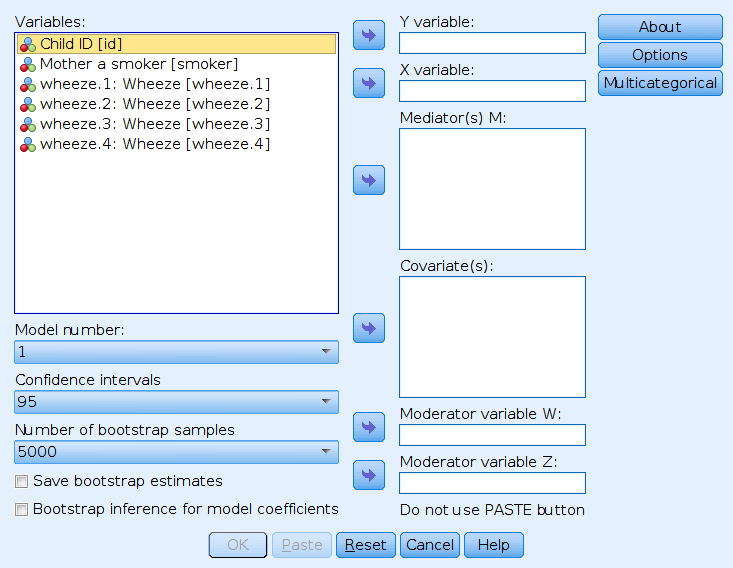 Variables:
Child ID [id]
Mother a smoker [smoker]
wheeze.1: Wheeze [wheeze.1]
wheeze.2: Wheeze [wheeze.2]
wheeze.3: Wheeze [wheeze.3]
wheeze.4: Wheeze [wheeze.4]
Model number:
1
Confidence intervals
95
Number of bootstrap samples
5000
Save bootstrap estimates
Bootstrap inference for model coefficients
Y variable:
X variable:
Mediator(s) M:
Covariate(s):
Moderator variable W:
Moderator variable Z:
Do not use PASTE button
About
Options
Multicategorical
OK
Paste
Reset
Cancel
Help